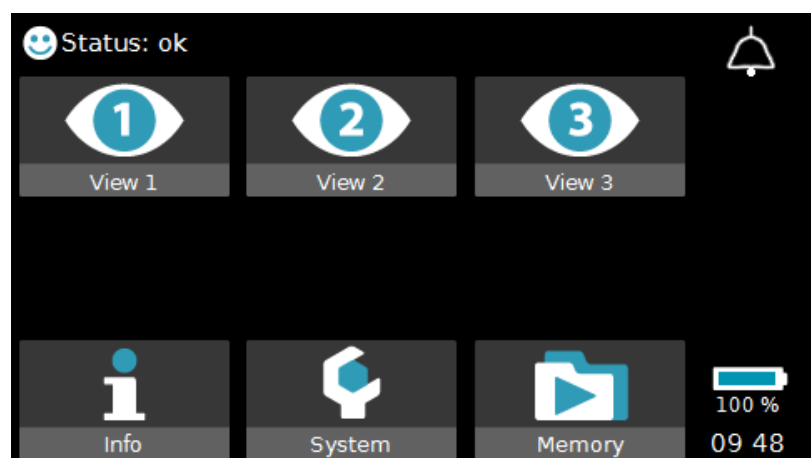 Status: ok
1 2 3
View 1 View 2 View 3
100 %
Info System Memory 09 48